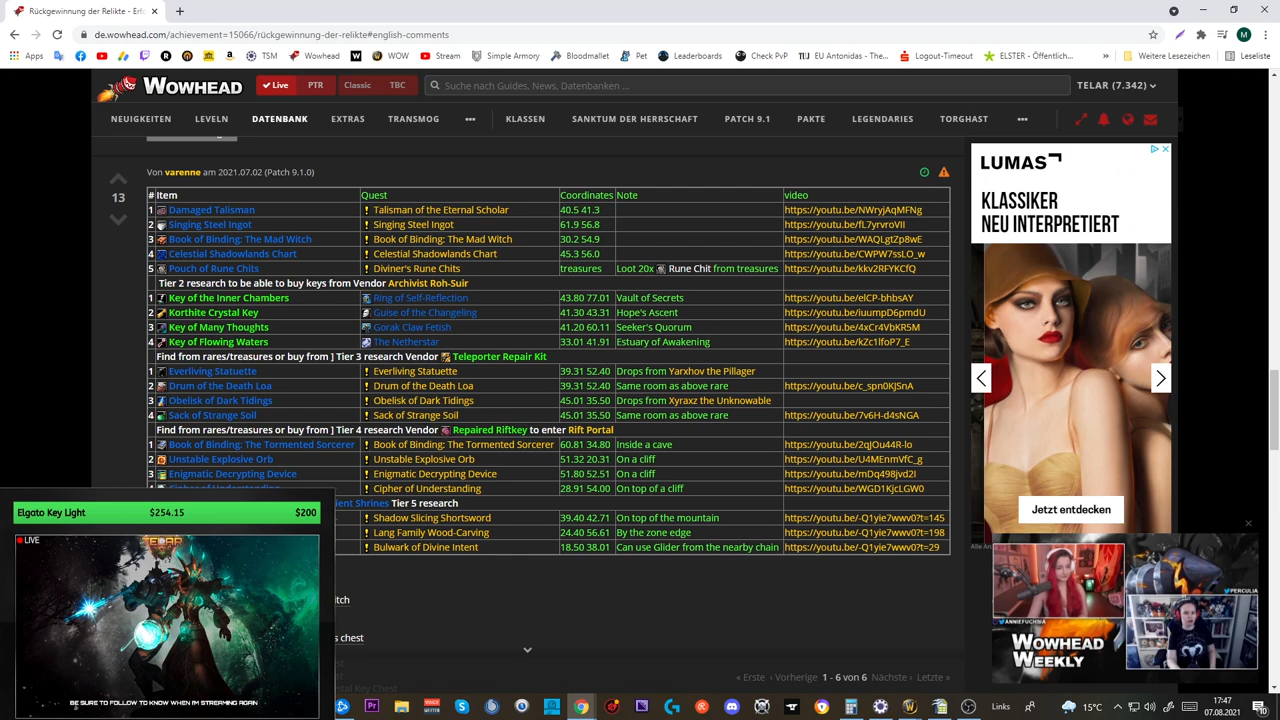 Rückgewinnung der Relikte - Erfo
de.wowhead.com/achievement=15066/rückgewinnung-der-relikte#english-comments
Apps
TSM
Wowhead
WOW
Stream
Simple Armory
Bloodmallet
Pet
Leaderboards
Check PvP
EU Antonidas - The...
Logout-Timeout
ELSTER - Öffentlich...
»
Weitere Lesezeichen
Leseliste
WOWHEAD
Live PTR Classic TBC
Suche nach Guides, News, Datenbanken ...
TELAR (7.342)
NEUIGKEITEN LEVELN DATENBANK EXTRAS TRANSMOG ••• KLASSEN SANKTUM DER HERRSCHAFT PATCH 9.1 PAKTE LEGENDARIES TORGHAST •••
Von varenne am 2021.07.02 (Patch 9.1.0)
13
# Item Quest Coordinates Note video
1 Damaged Talisman Talisman of the Eternal Scholar 40.5 41.3 https://youtu.be/NWryjAqMFNg
2 Singing Steel Ingot Singing Steel Ingot 61.9 56.8 https://youtu.be/fL7yrvroVII
3 Book of Binding: The Mad Witch Book of Binding: The Mad Witch 30.2 54.9 https://youtu.be/WAQLgtZp8wE
4 Celestial Shadowlands Chart Celestial Shadowlands Chart 45.3 56.0 https://youtu.be/CWPW7ssLO_w
5 Pouch of Rune Chits Diviner's Rune Chits treasures Loot 20x Rune Chit from treasures https://youtu.be/kkv2RFYKCfQ
Tier 2 research to be able to buy keys from Vendor Archivist Roh-Suir
1 Key of the Inner Chambers Ring of Self-Reflection 43.80 77.01 Vault of Secrets https://youtu.be/elCP-bhbsAY
2 Korthite Crystal Key Guise of the Changeling 41.30 43.31 Hope's Ascent https://youtu.be/iuumpD6pmdU
3 Key of Many Thoughts Gorak Claw Fetish 41.20 60.11 Seeker's Quorum https://youtu.be/4xCr4VbKR5M
4 Key of Flowing Waters The Netherstar 33.01 41.91 Estuary of Awakening https://youtu.be/kZc1lfoP7_E
Find from rares/treasures or buy from ] Tier 3 research Vendor Teleporter Repair Kit
1 Everliving Statuette Everliving Statuette 39.31 52.40 Drops from Yarxhov the Pillager
2 Drum of the Death Loa Drum of the Death Loa 39.31 52.40 Same room as above rare https://youtu.be/c_spn0KJSnA
3 Obelisk of Dark Tidings Obelisk of Dark Tidings 45.01 35.50 Drops from Xyraxz the Unknowable
4 Sack of Strange Soil Sack of Strange Soil 45.01 35.50 Same room as above rare https://youtu.be/7v6H-d4sNGA
Find from rares/treasures or buy from ] Tier 4 research Vendor Repaired Riftkey to enter Rift Portal
1 Book of Binding: The Tormented Sorcerer Book of Binding: The Tormented Sorcerer 60.81 34.80 Inside a cave https://youtu.be/2qJOu44R-lo
2 Unstable Explosive Orb Unstable Explosive Orb 51.32 20.31 On a cliff https://youtu.be/U4MEnmVfC_g
3 Enigmatic Decrypting Device Enigmatic Decrypting Device 51.80 52.51 On a cliff https://youtu.be/mDq498jvc2I
Cipher of Understanding 28.91 54.00 On top of a cliff https://youtu.be/WGD1KjcLGW0
ient Shrines Tier 5 research
Shadow Slicing Shortsword 39.40 42.71 On top of the mountain https://youtu.be/-Q1yie7wwv0?t=145
Lang Family Wood-Carving 24.40 56.61 By the zone edge https://youtu.be/-Q1yie7wwv0?t=198
Bulwark of Divine Intent 18.50 38.01 Can use Glider from the nearby chain https://youtu.be/-Q1yie7wwv0?t=29
itch
s chest
st
stal Key Chest
« Erste ‹ Vorherige 1 - 6 von 6 Nächste › Letzte »
LUMAS
KLASSIKER
NEU INTERPRETIERT
Jetzt entdecken
Alle An
ANNIEFUCHSIA
PERCULIA
WOWHEAD
WEEKLY
Elgato Key Light $254.15 $200
LIVE
TELAR
BE SURE TO FOLLOW TO KNOW WHEN I'M STREAMING AGAIN
Links
15°C
17:47
07.08.2021